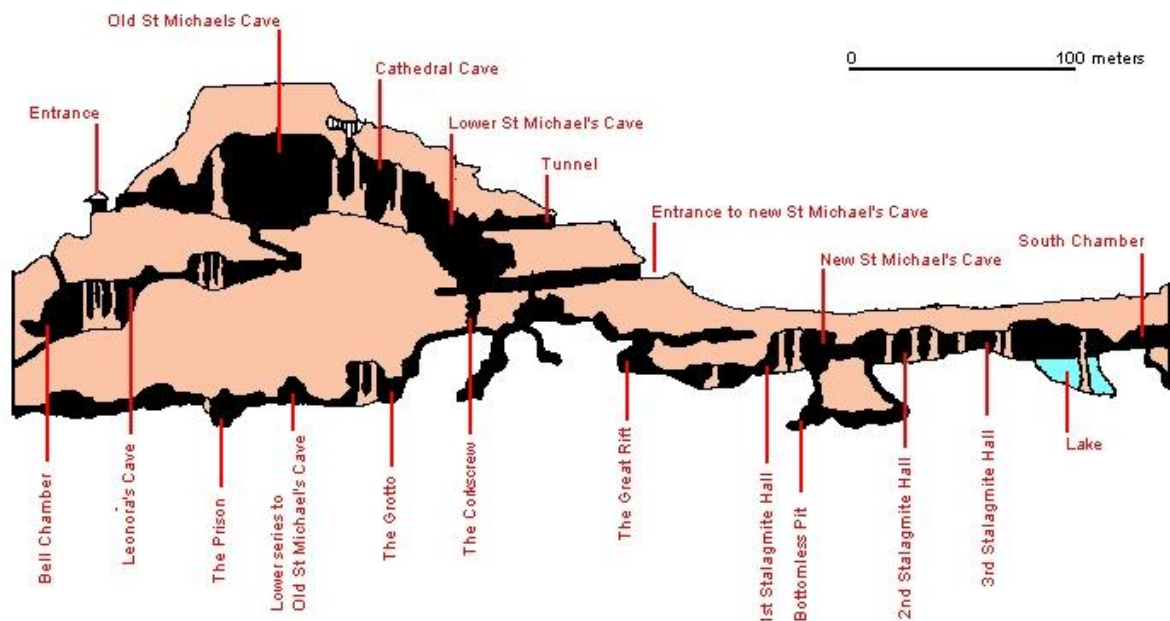 Old St Michaels Cave
0 100 meters
Cathedral Cave
Entrance
Lower St Michael's Cave
Tunnel
Entrance to new St Michael's Cave
South Chamber
New St Michael's Cave
Bell Chamber
Leonora's Cave
The Prison
Lower series to
Old St Michael's Cave
The Grotto
The Corkscrew
The Great Rift
1st Stalagmite Hall
Bottomless Pit
2nd Stalagmite Hall
3rd Stalagmite Hall
Lake